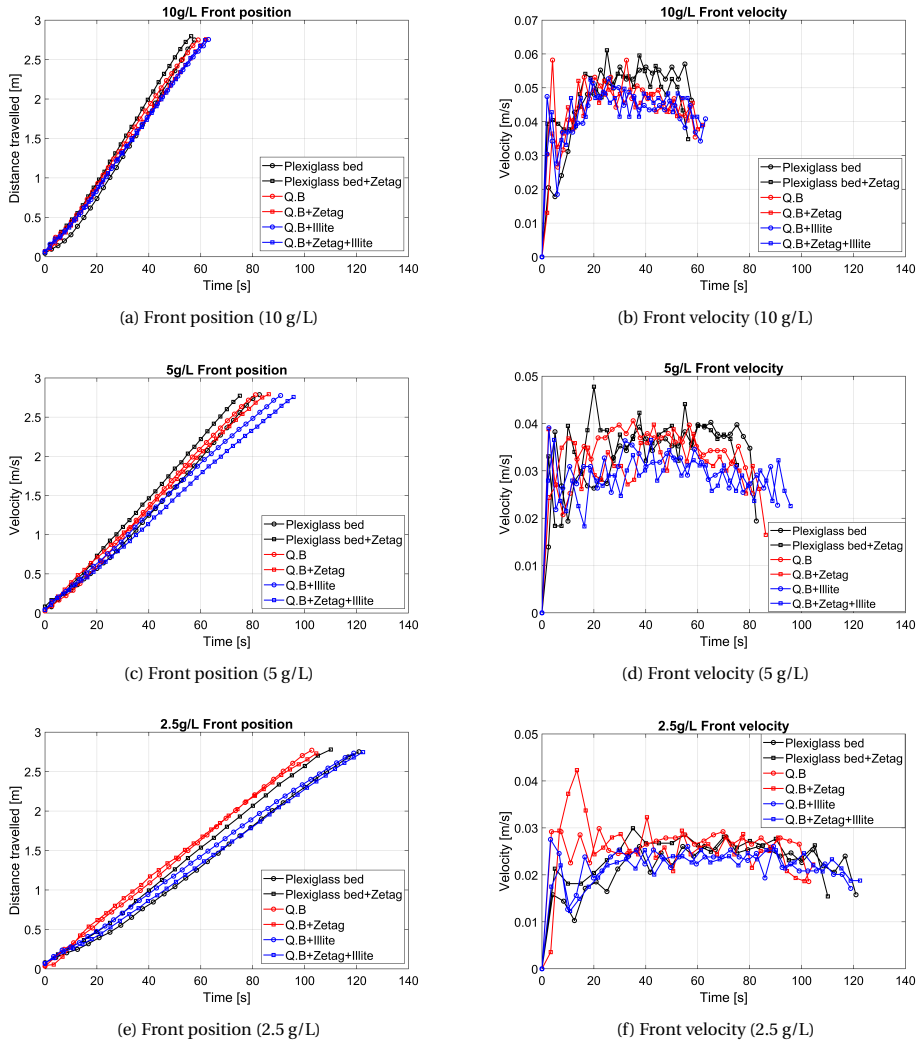 10g/L Front position
Distance travelled [m]
3
2.5
2
1.5
1
0.5
0
0 20 40 60 80 100 120 140
Time [s]
Plexiglass bed
Plexiglass bed+Zetag
Q.B
Q.B+Zetag
Q.B+Illite
Q.B+Zetag+Illite
(a) Front position (10 g/L)
10g/L Front velocity
Velocity [m/s]
0.07
0.06
0.05
0.04
0.03
0.02
0.01
0
0 20 40 60 80 100 120 140
Time [s]
Plexiglass bed
Plexiglass bed+Zetag
Q.B
Q.B+Zetag
Q.B+Illite
Q.B+Zetag+Illite
(b) Front velocity (10 g/L)
5g/L Front position
Velocity [m/s]
3
2.5
2
1.5
1
0.5
0
0 20 40 60 80 100 120 140
Time [s]
Plexiglass bed
Plexiglass bed+Zetag
Q.B
Q.B+Zetag
Q.B+Illite
Q.B+Zetag+Illite
(c) Front position (5 g/L)
5g/L Front velocity
Velocity [m/s]
0.05
0.04
0.03
0.02
0.01
0
0 20 40 60 80 100 120 140
Time [s]
Plexiglass bed
Plexiglass bed+Zetag
Q.B
Q.B+Zetag
Q.B+Illite
Q.B+Zetag+Illite
(d) Front velocity (5 g/L)
2.5g/L Front position
Distance travelled [m]
3
2.5
2
1.5
1
0.5
0
0 20 40 60 80 100 120 140
Time [s]
Plexiglass bed
Plexiglass bed+Zetag
Q.B
Q.B+Zetag
Q.B+Illite
Q.B+Zetag+Illite
(e) Front position (2.5 g/L)
2.5g/L Front velocity
Velocity [m/s]
0.05
0.04
0.03
0.02
0.01
0
0 20 40 60 80 100 120 140
Time [s]
Plexiglass bed
Plexiglass bed+Zetag
Q.B
Q.B+Zetag
Q.B+Illite
Q.B+Zetag+Illite
(f) Front velocity (2.5 g/L)